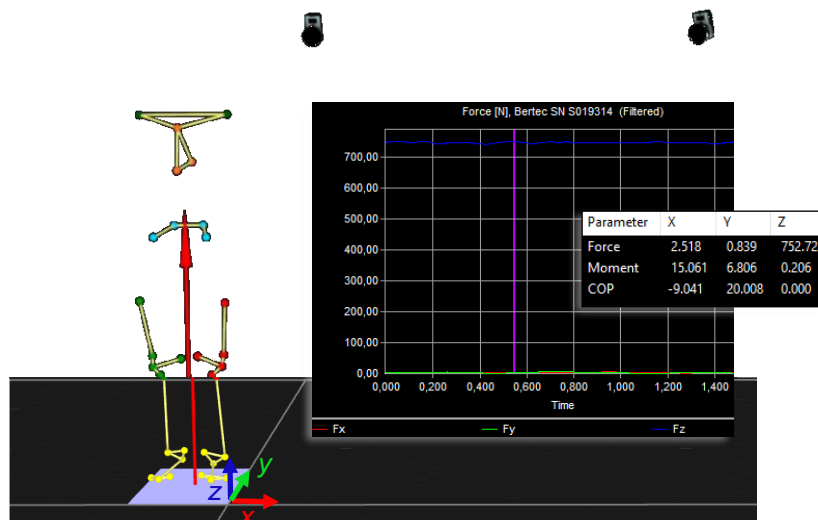 Force [N], Bertec SN S019314 (Filtered)
700,00
600,00
500,00
400,00
300,00
200,00
100,00
0,00
0,000 0,200 0,400 0,600 0,800 1,000 1,200 1,400
Time
Fx Fy Fz
Parameter X Y Z
Force 2.518 0.839 752.72
Moment 15.061 6.806 0.206
COP -9.041 20.008 0.000
y
z
x